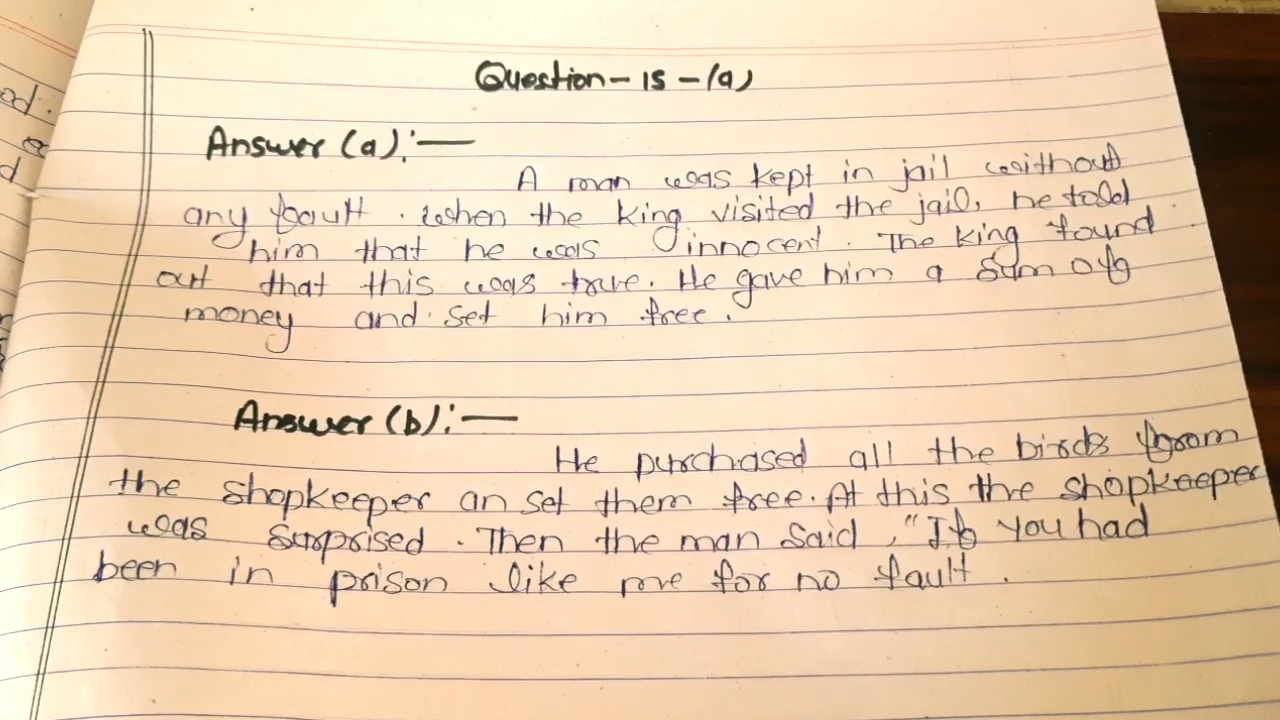 Question - 15 - (a)
Answer (a) : —
A man was kept in jail without
any fault . When the king visited the jail, he told
him that he was innocent . The king found
out that this was true. He gave him a sum of
money and set him free .
Answer (b) : —
He purchased all the birds from
the shopkeeper an set them free. At this the shopkeeper
was surprised . Then the man said , "If you had
been in prison like me for no fault .